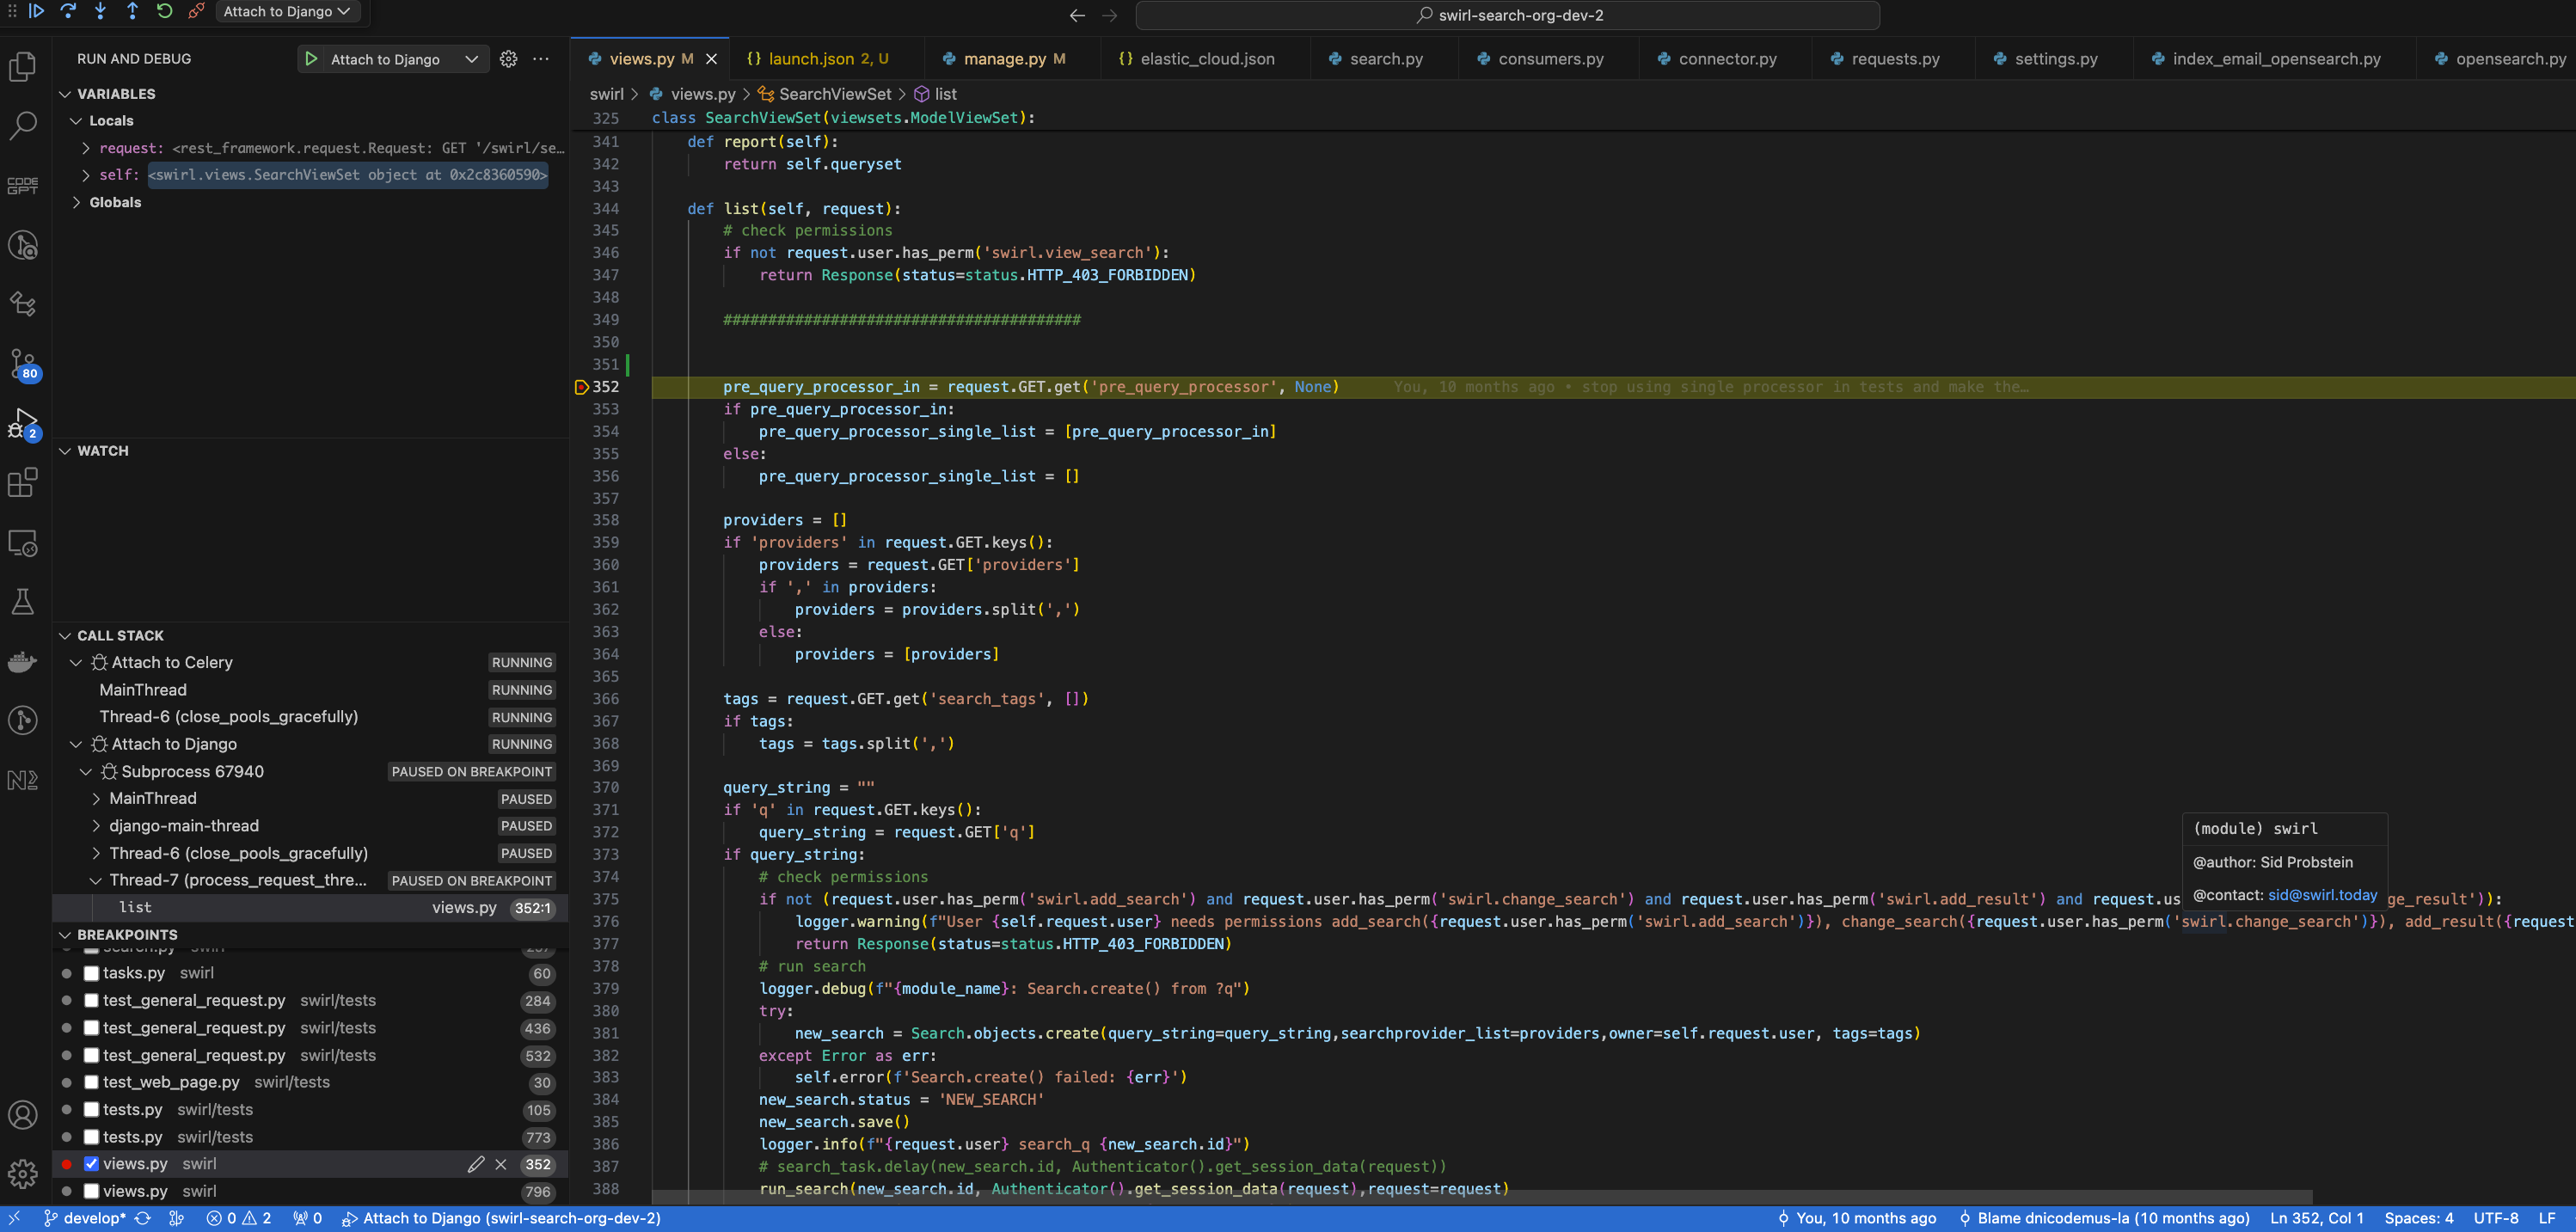 Attach to Django
swirl-search-org-dev-2
RUN AND DEBUG
Attach to Django
views.py M
launch.json 2, U
manage.py M
elastic_cloud.json
search.py
consumers.py
connector.py
requests.py
settings.py
index_email_opensearch.py
opensearch.py
VARIABLES
Locals
request: <rest_framework.request.Request: GET '/swirl/se…
self: <swirl.views.SearchViewSet object at 0x2c8360590>
Globals
WATCH
CALL STACK
Attach to Celery RUNNING
MainThread RUNNING
Thread-6 (close_pools_gracefully) RUNNING
Attach to Django RUNNING
Subprocess 67940 PAUSED ON BREAKPOINT
MainThread PAUSED
django-main-thread PAUSED
Thread-6 (close_pools_gracefully) PAUSED
Thread-7 (process_request_thre... PAUSED ON BREAKPOINT
list views.py 352:1
BREAKPOINTS
tasks.py swirl 60
test_general_request.py swirl/tests 284
test_general_request.py swirl/tests 436
test_general_request.py swirl/tests 532
test_web_page.py swirl/tests 30
tests.py swirl/tests 105
tests.py swirl/tests 773
views.py swirl 352
views.py swirl 796
CODE
GPT
80
2
swirl > views.py > SearchViewSet > list
325 class SearchViewSet(viewsets.ModelViewSet):
341 def report(self):
342 return self.queryset
343
344 def list(self, request):
345 # check permissions
346 if not request.user.has_perm('swirl.view_search'):
347 return Response(status=status.HTTP_403_FORBIDDEN)
348
349 ########################################
350
351
352 pre_query_processor_in = request.GET.get('pre_query_processor', None) You, 10 months ago • stop using single processor in tests and make the…
353 if pre_query_processor_in:
354 pre_query_processor_single_list = [pre_query_processor_in]
355 else:
356 pre_query_processor_single_list = []
357
358 providers = []
359 if 'providers' in request.GET.keys():
360 providers = request.GET['providers']
361 if ',' in providers:
362 providers = providers.split(',')
363 else:
364 providers = [providers]
365
366 tags = request.GET.get('search_tags', [])
367 if tags:
368 tags = tags.split(',')
369
370 query_string = ""
371 if 'q' in request.GET.keys():
372 query_string = request.GET['q']
373 if query_string:
374 # check permissions
375 if not (request.user.has_perm('swirl.add_search') and request.user.has_perm('swirl.change_search') and request.user.has_perm('swirl.add_result') and request.us ge_result')):
376 logger.warning(f"User {self.request.user} needs permissions add_search({request.user.has_perm('swirl.add_search')}), change_search({request.user.has_perm('swirl.change_search')}), add_result({request
377 return Response(status=status.HTTP_403_FORBIDDEN)
378 # run search
379 logger.debug(f"{module_name}: Search.create() from ?q")
380 try:
381 new_search = Search.objects.create(query_string=query_string,searchprovider_list=providers,owner=self.request.user, tags=tags)
382 except Error as err:
383 self.error(f'Search.create() failed: {err}')
384 new_search.status = 'NEW_SEARCH'
385 new_search.save()
386 logger.info(f"{request.user} search_q {new_search.id}")
387 # search_task.delay(new_search.id, Authenticator().get_session_data(request))
388 run_search(new_search.id, Authenticator().get_session_data(request),request=request)
(module) swirl
@author: Sid Probstein
@contact: sid@swirl.today
develop* 0 2 0 Attach to Django (swirl-search-org-dev-2)
You, 10 months ago Blame dnicodemus-la (10 months ago) Ln 352, Col 1 Spaces: 4 UTF-8 LF